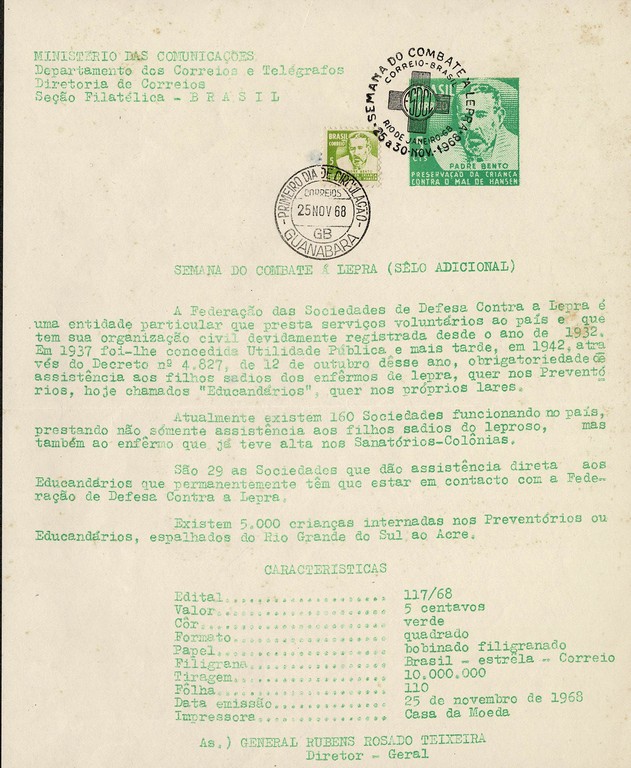 MINISTÉRIO DAS COMUNICAÇÕES
Departamento dos Correios e Telégrafos
Diretoria de Correios
Seção Filatélica - B R A S I L
SEMANA DO COMBATE A LEPRA
CORREIO-BRASIL
RIO DE JANEIRO-GB
25 a 30-NOV.-1968
BRASIL
PADRE BENTO
PRESERVAÇÃO DA CRIANÇA
CONTRA O MAL DE HANSEN
BRASIL
CORREIO
5
PRIMEIRO DIA DE CIRCULAÇÃO
CORREIOS
25 NOV 68
GB
GUANABARA
SEMANA DO COMBATE Á LEPRA (SÊLO ADICIONAL)
A Federação das Sociedades de Defesa Contra a Lepra é
uma entidade particular que presta serviços voluntários ao país e que
tem sua organização civil devidamente registrada desde o ano de 1932.
Em 1937 foi-lhe concedida Utilidade Pública e mais tarde, em 1942, atra
vés do Decreto nº 4.827, de 12 de outubro dêsse ano, obrigatoriedade de
assistência aos filhos sadios dos enfêrmos de lepra, quer nos Preventó
rios, hoje chamados "Educandários", quer nos próprios lares.
Atualmente existem 160 Sociedades funcionando no país,
prestando não sòmente assistência aos filhos sadios do leproso, mas
também ao enfêrmo que já teve alta nos Sanatórios-Colônias.
São 29 as Sociedades que dão assistência direta aos
Educandários que permanentemente têm que estar em contacto com a Fede-
ração de Defesa Contra a Lepra.
Existem 5.000 crianças internadas nos Preventórios ou
Educandários, espalhados do Rio Grande do Sul ao Acre.
CARACTERISTICAS
Edital.................... 117/68
Valor..................... 5 centavos
Côr....................... verde
Formato................... quadrado
Papel..................... bobinado filigranado
Filigrana................. Brasil - estrêla - Correio
Tiragem................... 10.000.000
Fôlha..................... 110
Data emissão.............. 25 de novembro de 1968
Impressora................ Casa da Moeda
As.) GENERAL RUBENS ROSADO TEIXEIRA
Diretor - Geral